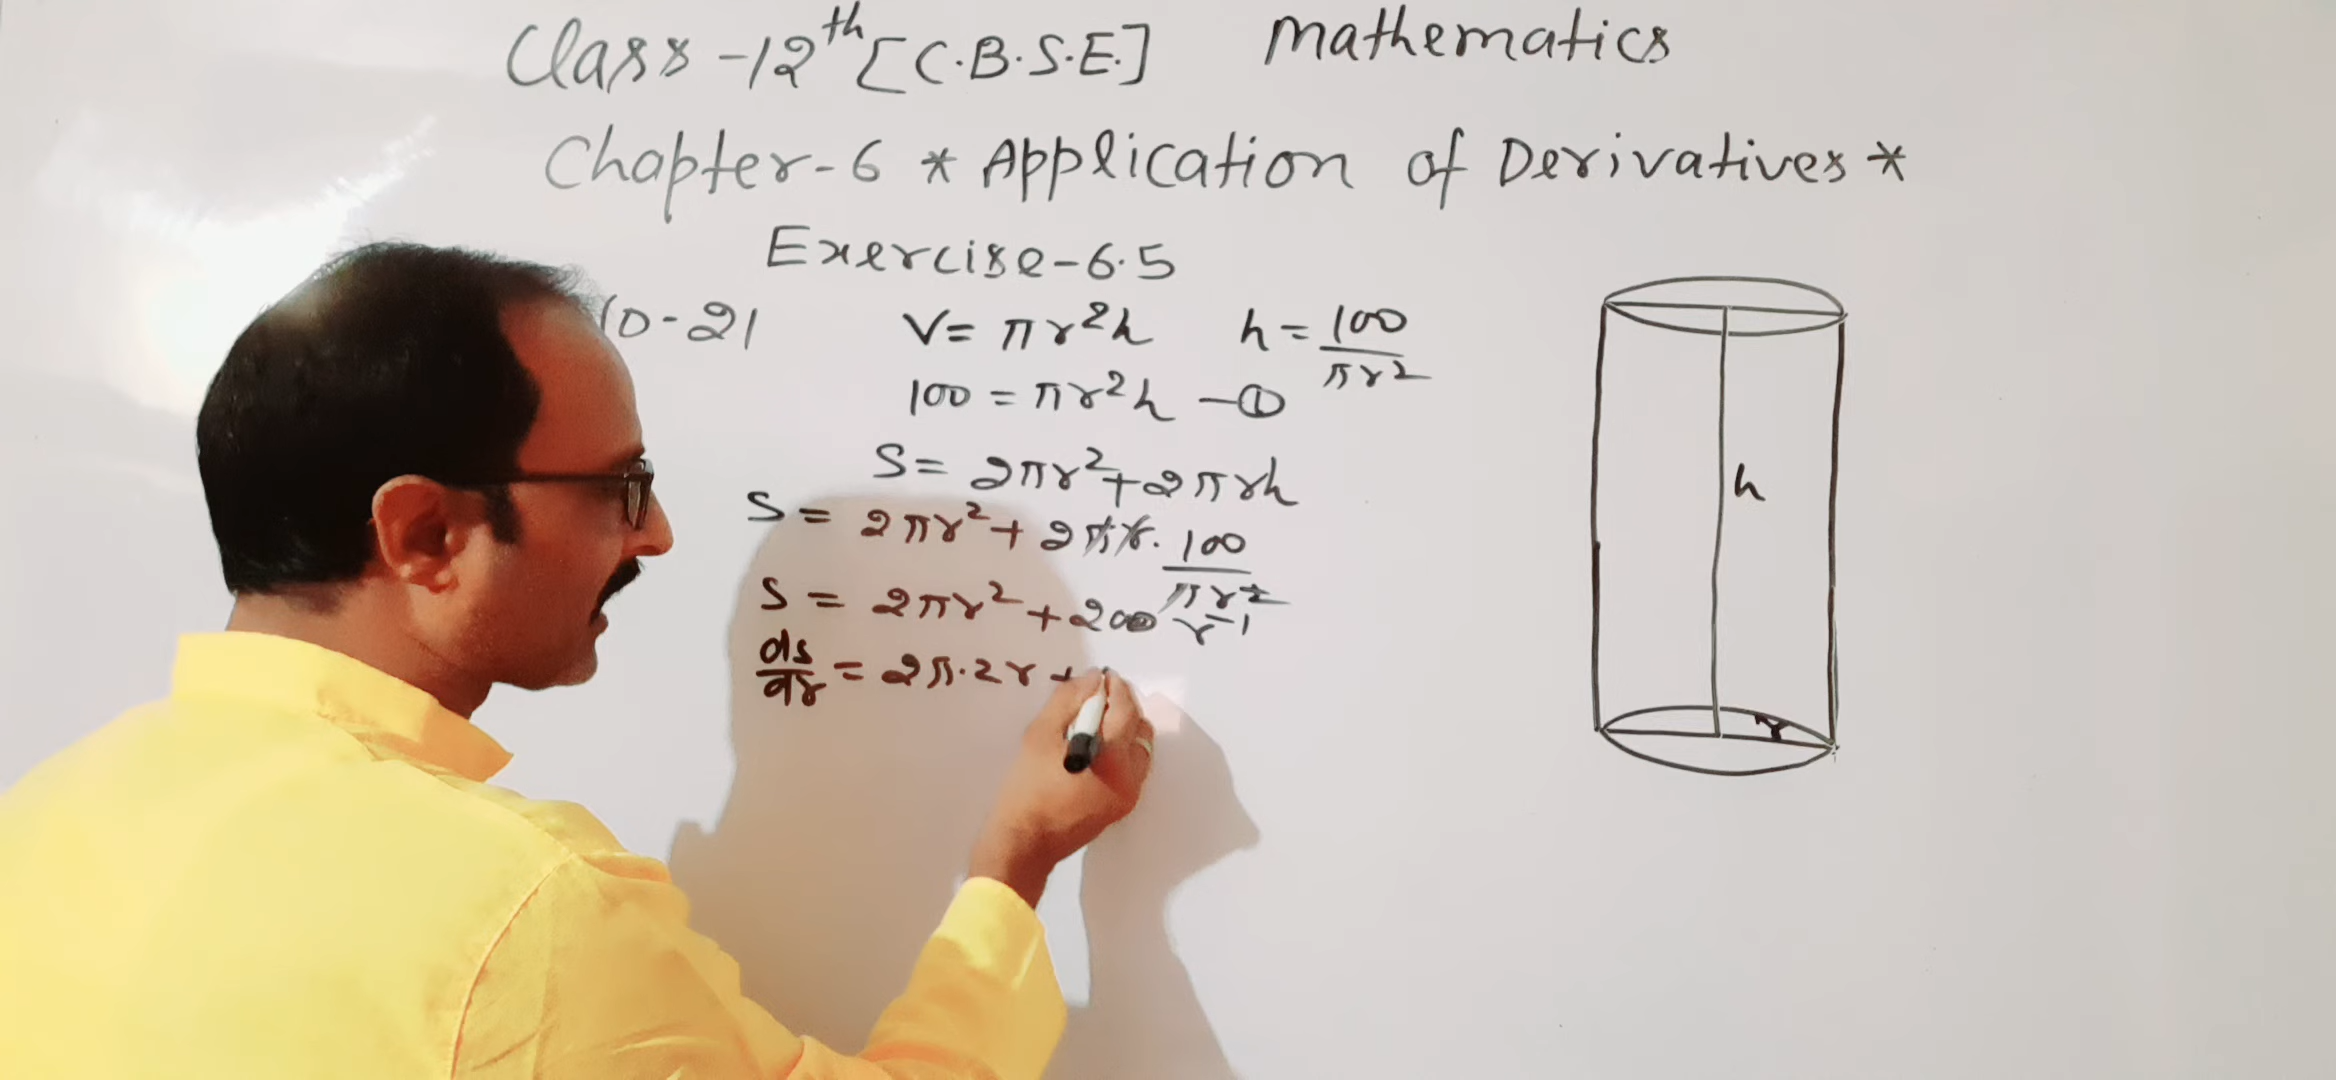 Class-12th [C.B.S.E.] Mathematics
Chapter-6 * Application of Derivatives *
Exercise-6.5
Q-21
V = πr²h h = 100/πr²
100 = πr²h —①
S = 2πr² + 2πrh
S = 2πr² + 2πr · 100/πr²
S = 2πr² + 200 r⁻¹
ds/dr = 2π·2r +
h
r